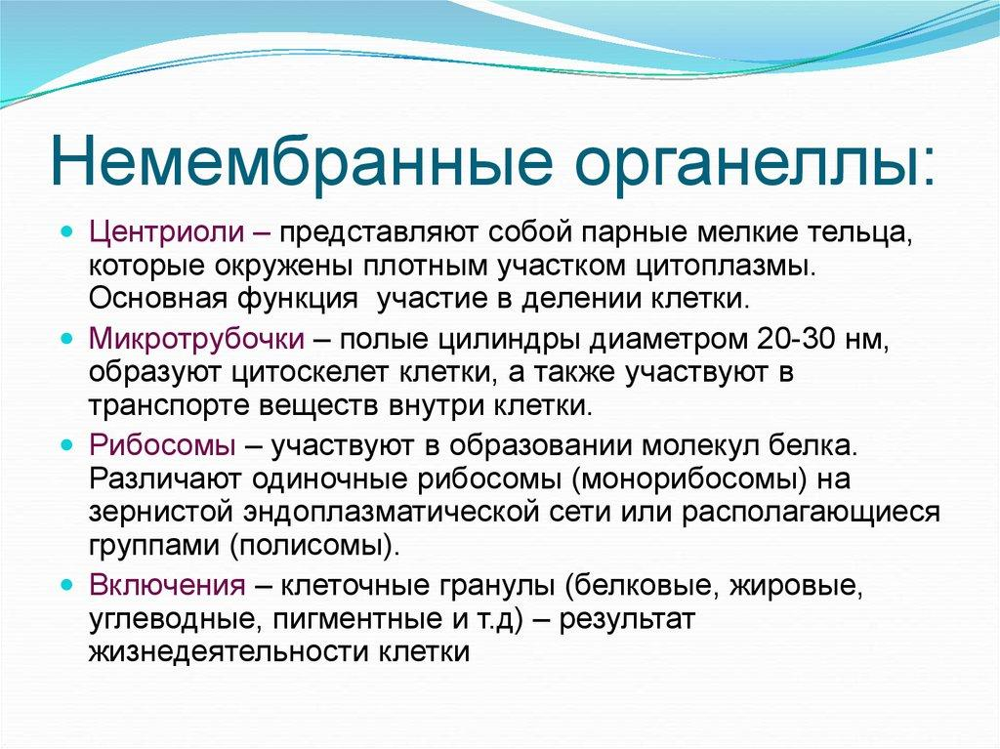 Немембранные органеллы:
Центриоли – представляют собой парные мелкие тельца,
которые окружены плотным участком цитоплазмы.
Основная функция  участие в делении клетки.
Микротрубочки – полые цилиндры диаметром 20-30 нм,
образуют цитоскелет клетки, а также участвуют в
транспорте веществ внутри клетки.
Рибосомы – участвуют в образовании молекул белка.
Различают одиночные рибосомы (монорибосомы) на
зернистой эндоплазматической сети или располагающиеся
группами (полисомы).
Включения – клеточные гранулы (белковые, жировые,
углеводные, пигментные и т.д) – результат
жизнедеятельности клетки